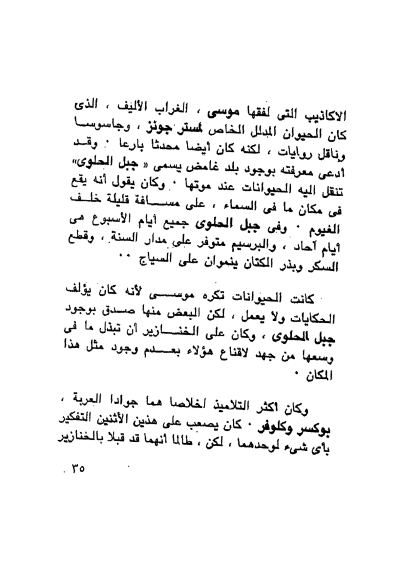 الاكاذيب التى لفقها موسى ، الغراب الأليف ، الذى
كان الحيوان المدلل الخاص لمستر جونز ، وجاسوسا
وناقل روايات ، لكنه كان أيضا محدثا بارعا · وقد
أدعى معرفته بوجود بلد غامض يسمى « جبل الحلوى»
تنتقل اليه الحيوانات عند موتها · وكان يقول أنه يقع
فى مكان ما فى السماء ، على مسافة قليلة خلف
الغيوم · وفى جبل الحلوى جميع أيام الأسبوع هى
أيام آحاد ، والبرسيم متوفر على مدار السنة ، وقطع
السكر وبذر الكتان ينموان على السياج · ·
كانت الحيوانات تكره موسى لأنه كان يؤلف
الحكايات ولا يعمل ، لكن البعض منها صدق بوجود
جبل الحلوى ، وكان على الخنازير أن تبذل ما فى
وسعها من جهد لاقناع هؤلاء بعدم وجود مثل هذا
المكان ·
وكان أكثر التلاميذ اخلاصا هما جوادا العربة ،
بوكسر وكلوفر · كان يصعب على هذين الأثنين التفكير
بأى شىء لوحدهما ، لكن ، طالما أنهما قد قبلا بالخنازير
٣٥